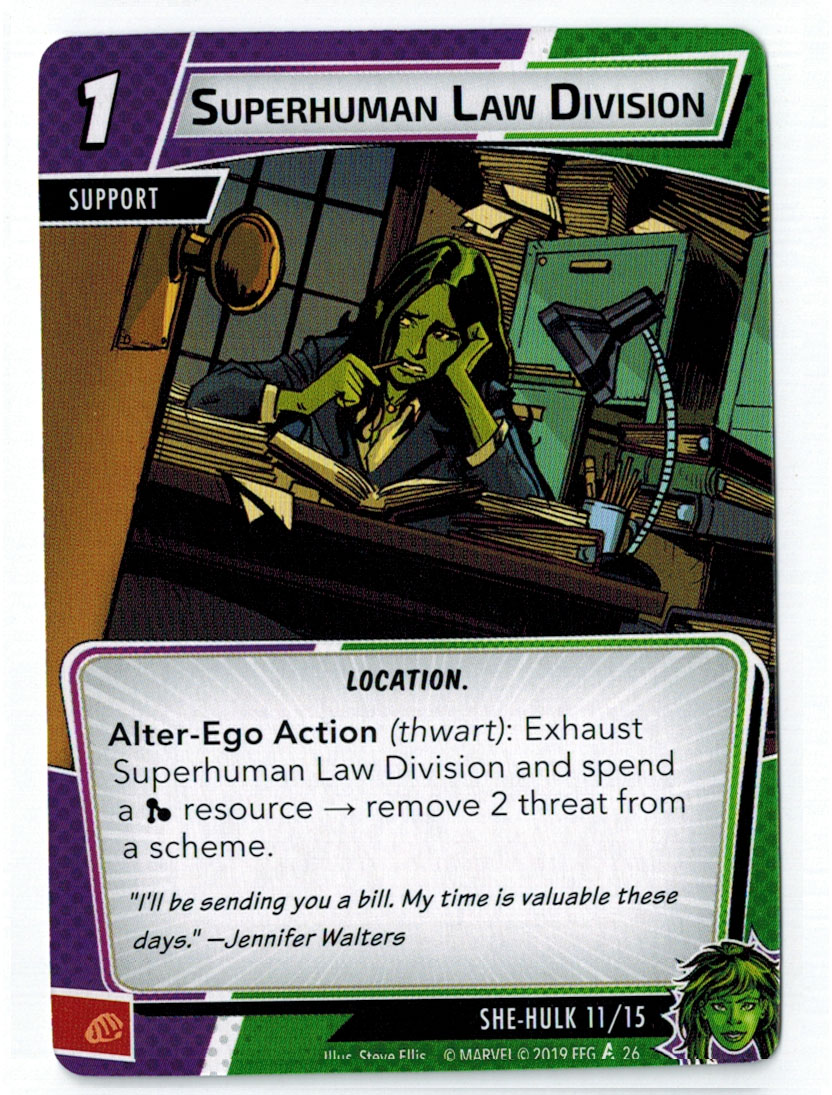 1
SUPERHUMAN LAW DIVISION
SUPPORT
LOCATION.
Alter-Ego Action (thwart): Exhaust
Superhuman Law Division and spend
a resource → remove 2 threat from
a scheme.
"I'll be sending you a bill. My time is valuable these
days." —Jennifer Walters
SHE-HULK 11/15
Illus. Steve Ellis © MARVEL © 2019 FFG 26